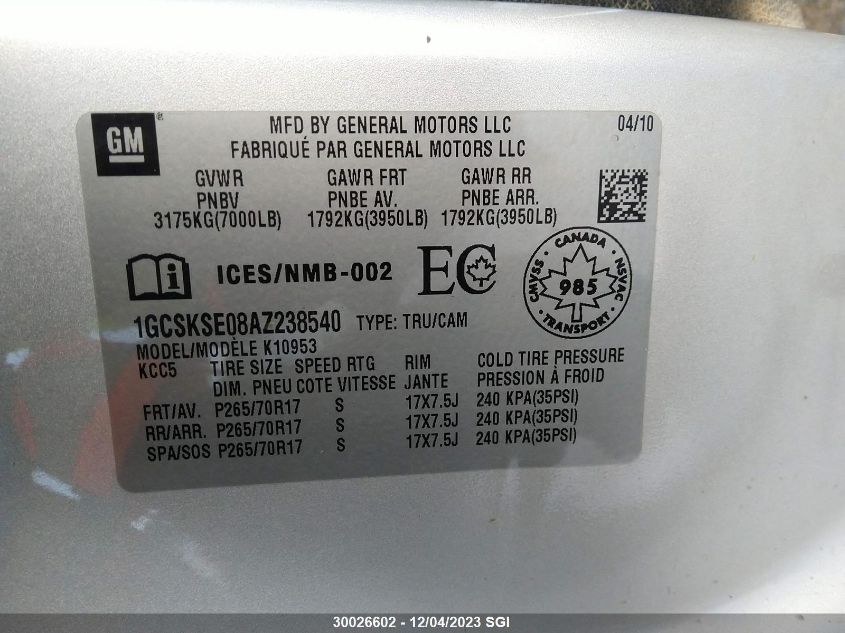 GM
MFD BY GENERAL MOTORS LLC 04/10
FABRIQUÉ PAR GENERAL MOTORS LLC
GVWR GAWR FRT GAWR RR
PNBV PNBE AV. PNBE ARR.
3175KG(7000LB) 1792KG(3950LB) 1792KG(3950LB)
ICES/NMB-002 EC
CANADA
CMVSS 985 NSVAC
TRANSPORT
1GCSKSE08AZ238540 TYPE: TRU/CAM
MODEL/MODÈLE K10953
KCC5 TIRE SIZE SPEED RTG RIM COLD TIRE PRESSURE
DIM. PNEU COTE VITESSE JANTE PRESSION À FROID
FRT/AV. P265/70R17 S 17X7.5J 240 KPA(35PSI)
RR/ARR. P265/70R17 S 17X7.5J 240 KPA(35PSI)
SPA/SOS P265/70R17 S 17X7.5J 240 KPA(35PSI)
30026602 - 12/04/2023 SGI